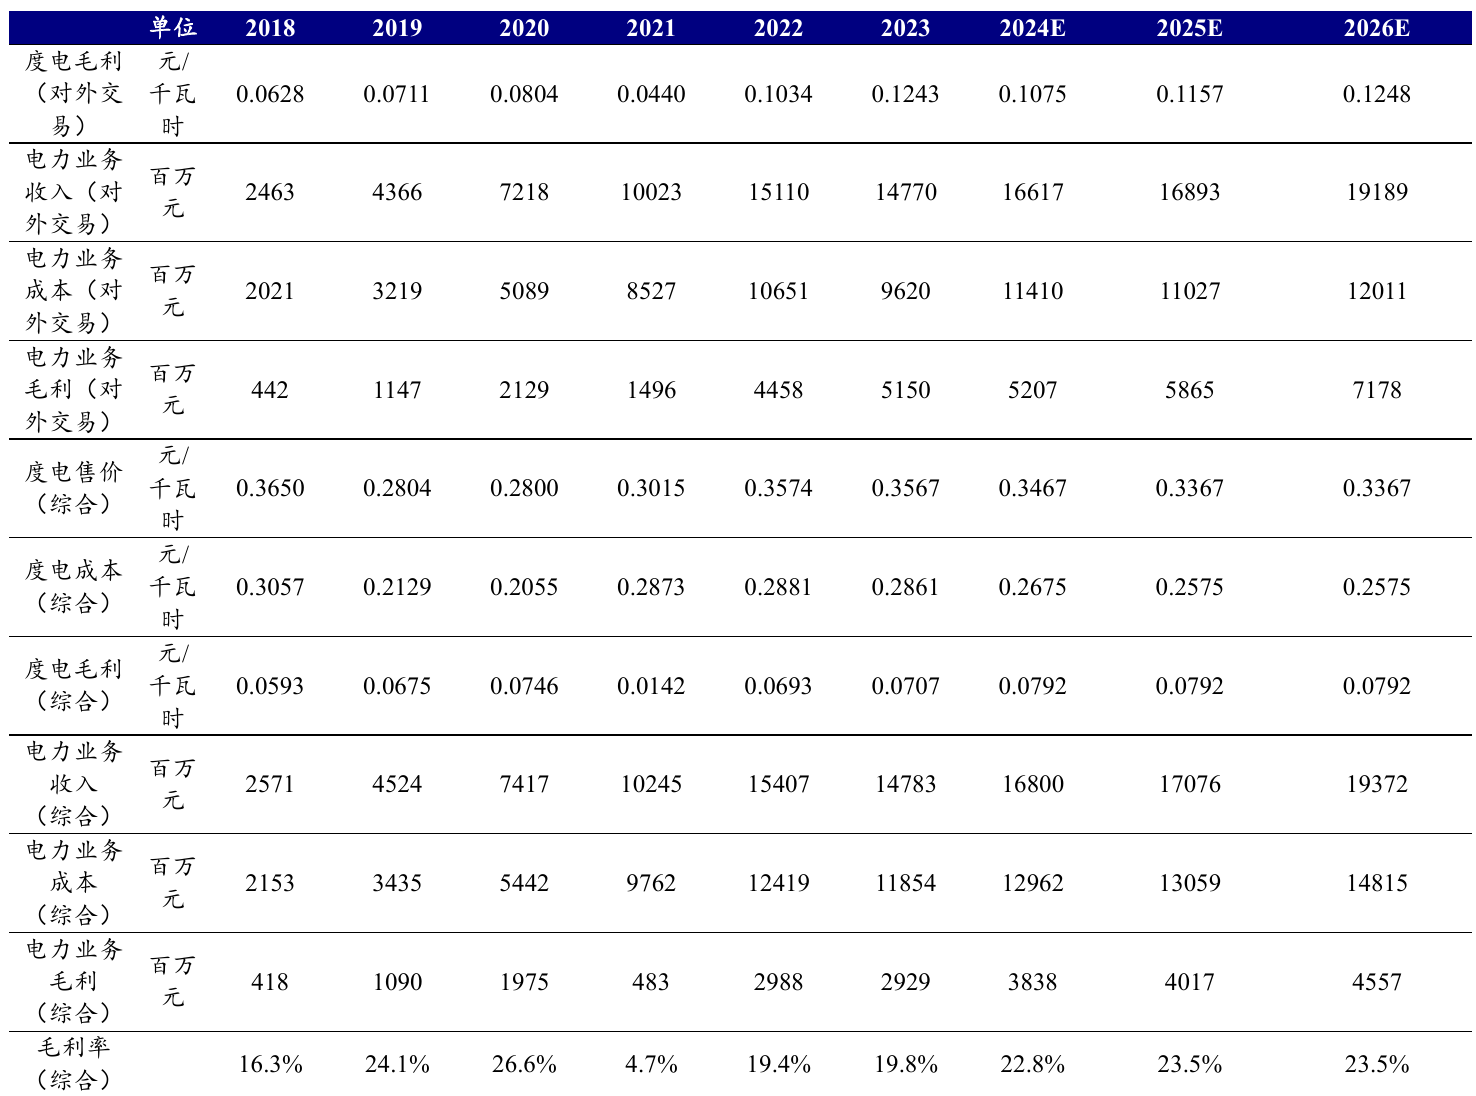 单位 2018 2019 2020 2021 2022 2023 2024E 2025E 2026E
度电毛利 元/
（对外交 千瓦 0.0628 0.0711 0.0804 0.0440 0.1034 0.1243 0.1075 0.1157 0.1248
易） 时
电力业务
收入（对 百万 2463 4366 7218 10023 15110 14770 16617 16893 19189
外交易） 元
电力业务
成本（对 百万 2021 3219 5089 8527 10651 9620 11410 11027 12011
外交易） 元
电力业务
毛利（对 百万 442 1147 2129 1496 4458 5150 5207 5865 7178
外交易） 元
度电售价 元/
（综合） 千瓦 0.3650 0.2804 0.2800 0.3015 0.3574 0.3567 0.3467 0.3367 0.3367
时
度电成本 元/
（综合） 千瓦 0.3057 0.2129 0.2055 0.2873 0.2881 0.2861 0.2675 0.2575 0.2575
时
度电毛利 元/
（综合） 千瓦 0.0593 0.0675 0.0746 0.0142 0.0693 0.0707 0.0792 0.0792 0.0792
时
电力业务
收入 百万 2571 4524 7417 10245 15407 14783 16800 17076 19372
（综合） 元
电力业务
成本 百万 2153 3435 5442 9762 12419 11854 12962 13059 14815
（综合） 元
电力业务
毛利 百万 418 1090 1975 483 2988 2929 3838 4017 4557
（综合） 元
毛利率 16.3% 24.1% 26.6% 4.7% 19.4% 19.8% 22.8% 23.5% 23.5%
（综合）